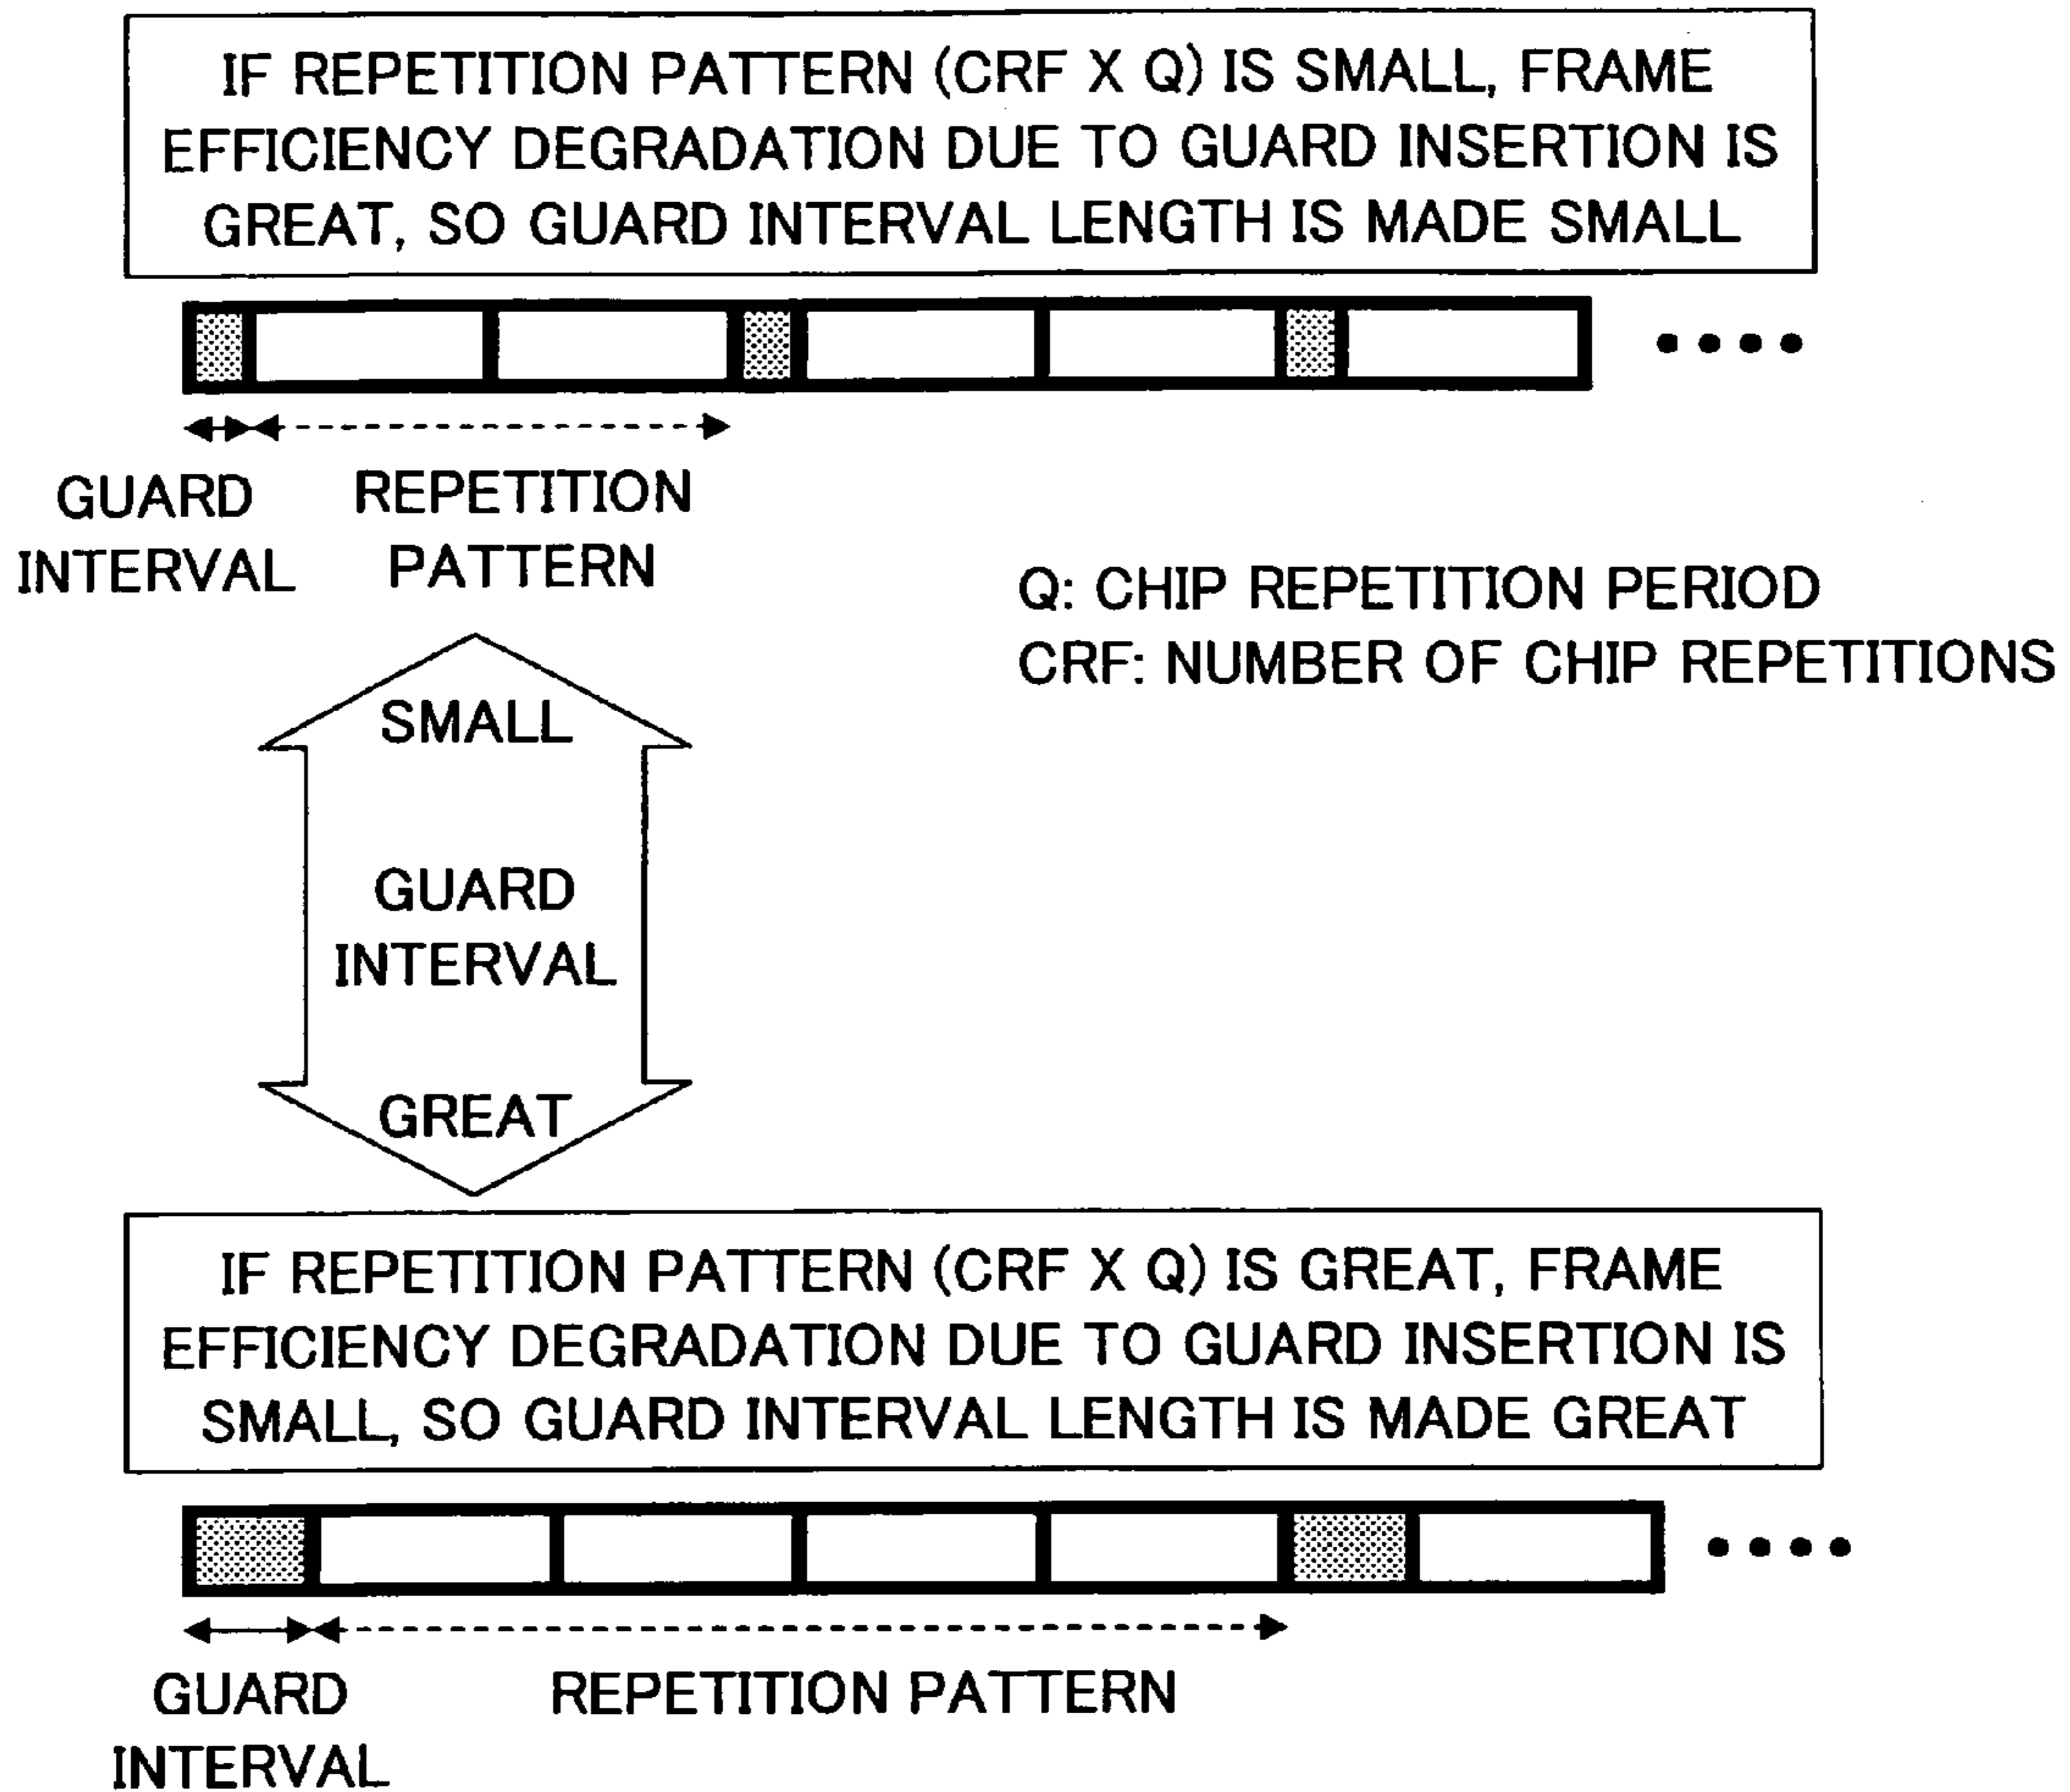 IF REPETITION PATTERN (CRF X Q) IS SMALL, FRAME
EFFICIENCY DEGRADATION DUE TO GUARD INSERTION IS
GREAT, SO GUARD INTERVAL LENGTH IS MADE SMALL
GUARD
INTERVAL
REPETITION
PATTERN
Q: CHIP REPETITION PERIOD
CRF: NUMBER OF CHIP REPETITIONS
SMALL
GUARD
INTERVAL
GREAT
IF REPETITION PATTERN (CRF X Q) IS GREAT, FRAME
EFFICIENCY DEGRADATION DUE TO GUARD INSERTION IS
SMALL, SO GUARD INTERVAL LENGTH IS MADE GREAT
GUARD
INTERVAL
REPETITION PATTERN